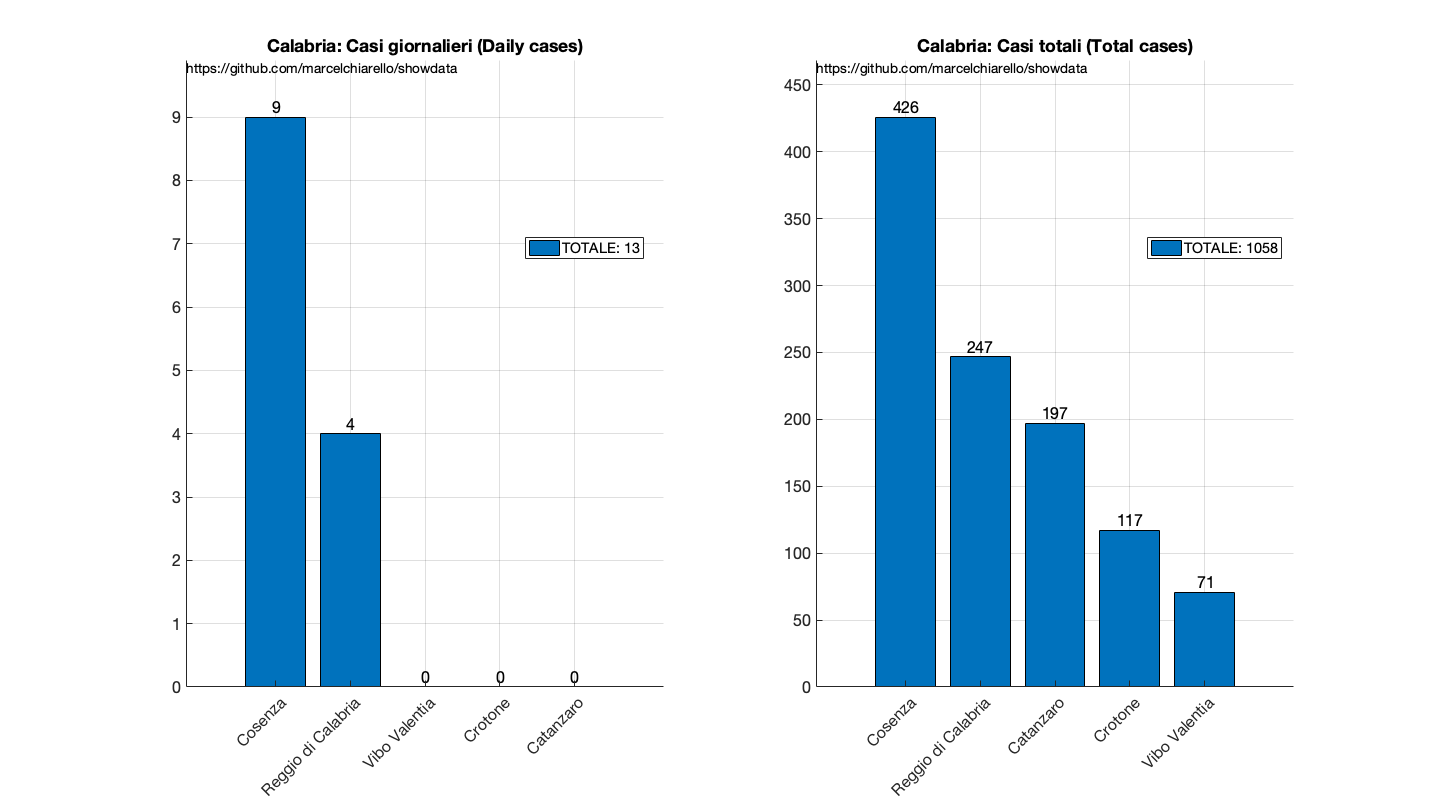 Calabria: Casi giornalieri (Daily cases)
https://github.com/marcelchiarello/showdata
9
8
7
6
5
4
3
2
1
0
9
4
0
0
0
TOTALE: 13
Cosenza
Reggio di Calabria
Vibo Valentia
Crotone
Catanzaro
Calabria: Casi totali (Total cases)
https://github.com/marcelchiarello/showdata
450
400
350
300
250
200
150
100
50
0
426
247
197
117
71
TOTALE: 1058
Cosenza
Reggio di Calabria
Catanzaro
Crotone
Vibo Valentia